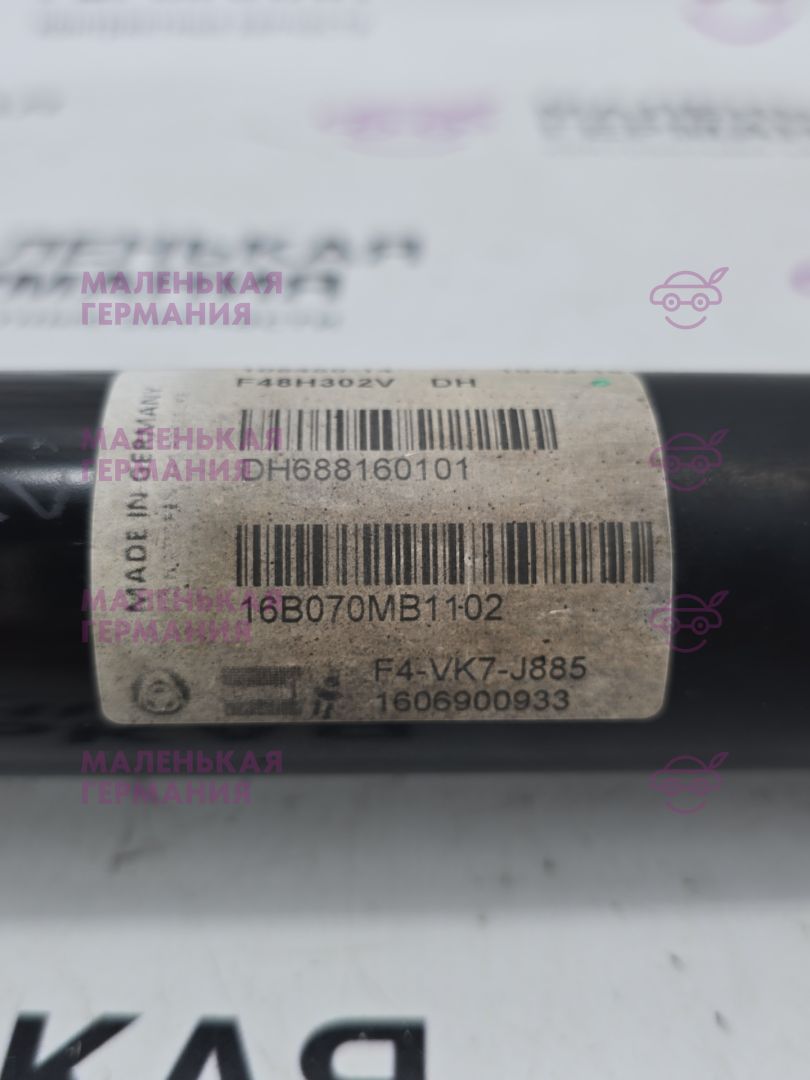 МАЛЕНЬКАЯ
ГЕРМАНИЯ
F48H302V DH
DH688160101
16B070MB1102
F4-VK7-J885
1606900933
MADE IN GERMANY
МАЛЕНЬКАЯ
ГЕРМАНИЯ
МАЛЕНЬКАЯ
ГЕРМАНИЯ
МАЛЕНЬКАЯ
ГЕРМАНИЯ